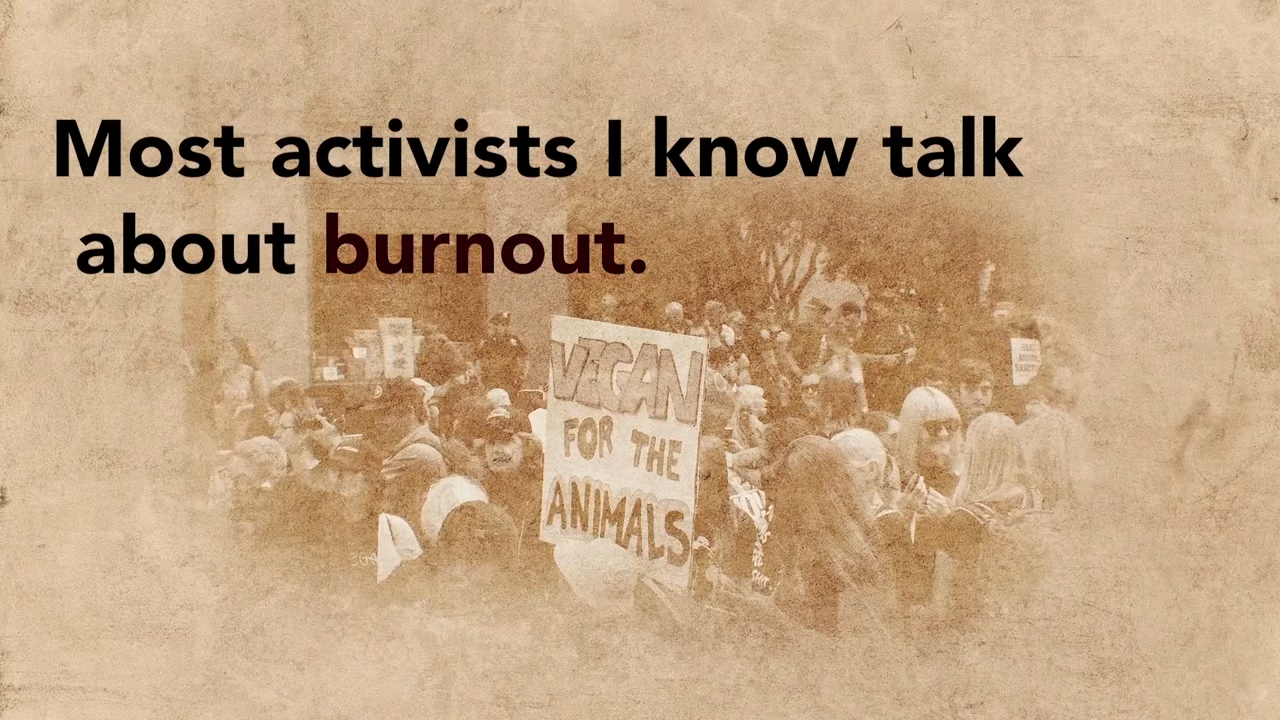 Most activists I know talk
about burnout.
VEGAN
FOR THE
ANIMALS